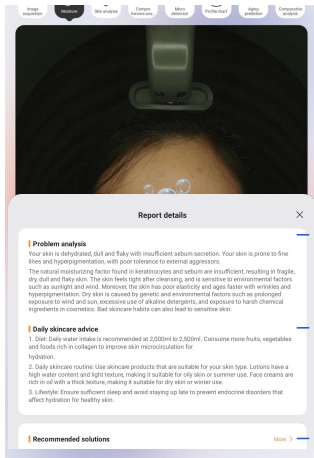 Image
acquisition
Moisture
Skin analysis
Compre
hensive ana.
Micro
detection
Profile chart
Aging
prediction
Comparative
analysis
Report details
Problem analysis
Your skin is dehydrated, dull and flaky with insufficient sebum secretion. Your skin is prone to fine
lines and hyperpigmentation, with poor tolerance to external aggressors.
The natural moisturizing factor found in keratinocytes and sebum are insufficient, resulting in fragile,
dry, dull and flaky skin. The skin feels tight after cleansing, and is sensitive to environmental factors
such as sunlight and wind. Moreover, the skin has poor elasticity and ages faster with wrinkles and
hyperpigmentation. Dry skin is caused by genetic and environmental factors such as prolonged
exposure to wind and sun, excessive use of alkaline detergents, and exposure to harsh chemical
ingredients in cosmetics. Bad skincare habits can also lead to sensitive skin.
Daily skincare advice
1. Diet: Daily water intake is recommended at 2,000ml to 2,500ml. Consume more fruits, vegetables
and foods rich in collagen to improve skin microcirculation for
hydration.
2. Daily skincare routine: Use skincare products that are suitable for your skin type. Lotions have a
high water content and light texture, making it suitable for oily skin or summer use. Face creams are
rich in oil with a thick texture, making it suitable for dry skin or winter use.
3. Lifestyle: Ensure sufficient sleep and avoid staying up late to prevent endocrine disorders that
affect hydration for healthy skin.
Recommended solutions
More >